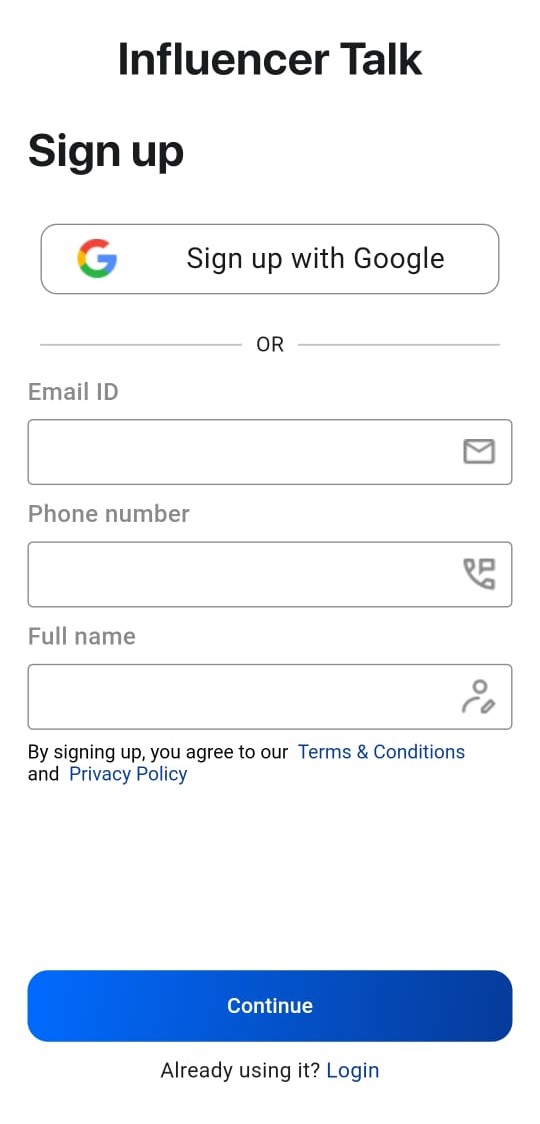 Influencer Talk
Sign up
Sign up with Google
OR
Email ID
Phone number
Full name
By signing up, you agree to our Terms & Conditions
and Privacy Policy
Continue
Already using it? Login